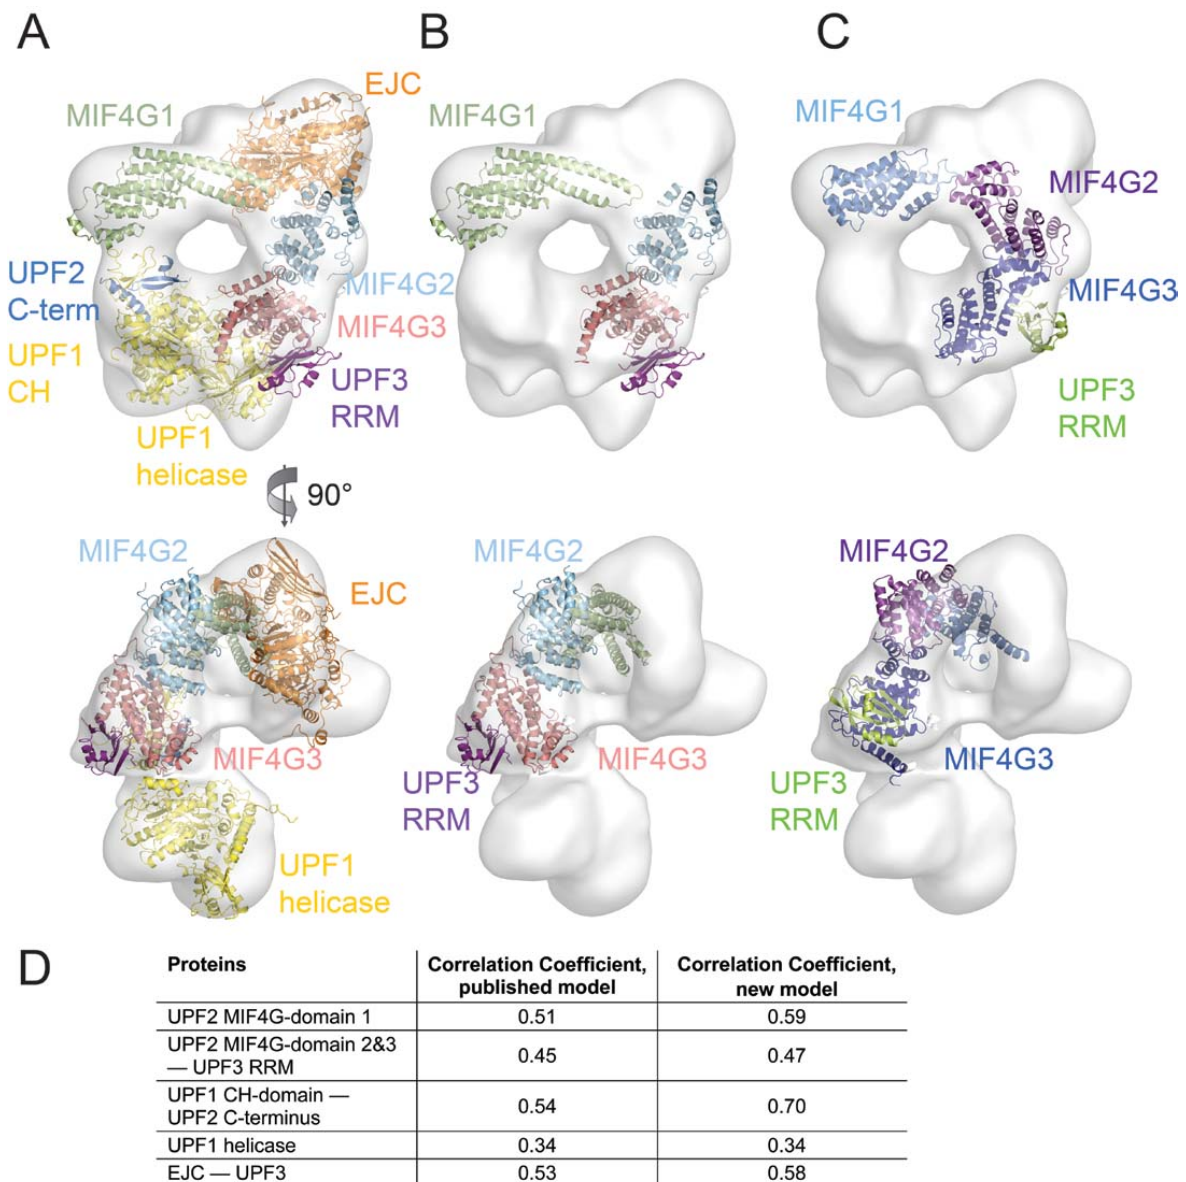 A
B
C
EJC
MIF4G1
MIF4G1
MIF4G1
MIF4G2
UPF2
C-term
MIF4G2
MIF4G3
MIF4G3
UPF1
CH
UPF3
RRM
UPF3
RRM
UPF1
helicase
90°
MIF4G2
MIF4G2
MIF4G2
EJC
MIF4G3
MIF4G3
MIF4G3
UPF3
RRM
UPF3
RRM
UPF1
helicase
D
Proteins
Correlation Coefficient,
published model
Correlation Coefficient,
new model
UPF2 MIF4G-domain 1
0.51
0.59
UPF2 MIF4G-domain 2&3
— UPF3 RRM
0.45
0.47
UPF1 CH-domain —
UPF2 C-terminus
0.54
0.70
UPF1 helicase
0.34
0.34
EJC — UPF3
0.53
0.58